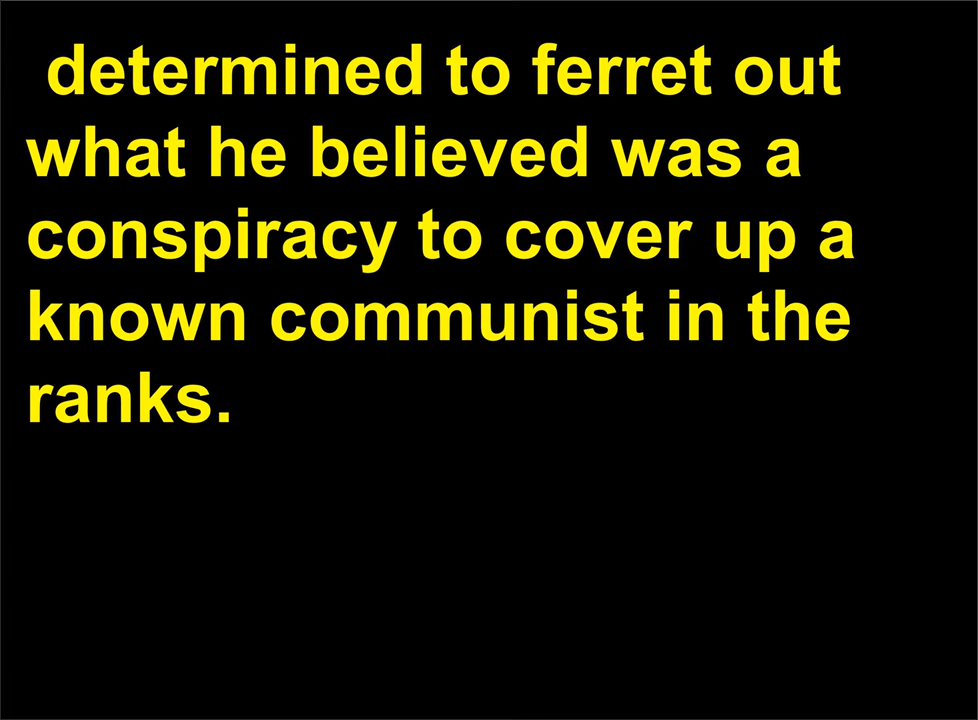 determined to ferret out
what he believed was a
conspiracy to cover up a
known communist in the
ranks.